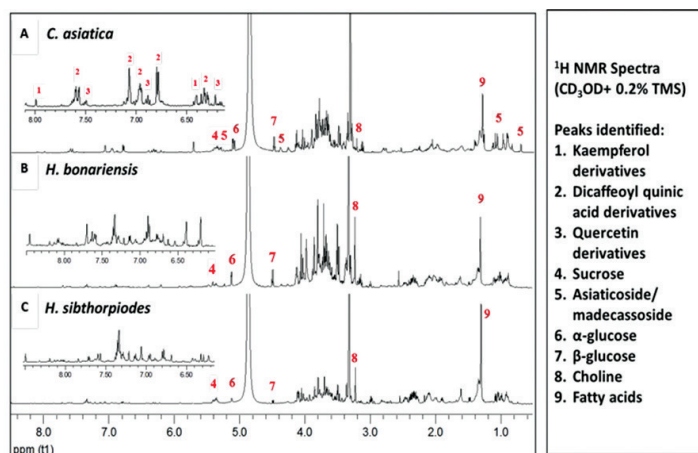 A
C. asiatica
1
2
3
2
2
3
2
1
2
3
8.00 7.50 7.00 6.50
4
5
6
7
5
8
9
5
5
B
H. bonariensis
8.00 7.50 7.00 6.50
4
6
7
8
9
C
H. sibthorpiodes
8.00 7.50 7.00 6.50
4
6
7
8
9
8.0 7.0 6.0 5.0 4.0 3.0 2.0 1.0
ppm (t1)
1H NMR Spectra
(CD3OD+ 0.2% TMS)
Peaks identified:
1. Kaempferol
derivatives
2. Dicaffeoyl quinic
acid derivatives
3. Quercetin
derivatives
4. Sucrose
5. Asiaticoside/
madecassoside
6. α-glucose
7. β-glucose
8. Choline
9. Fatty acids